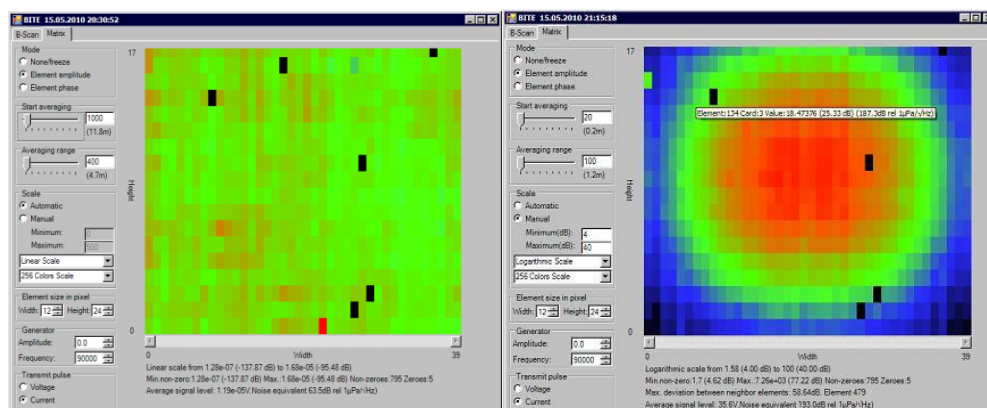 BITE 15.05.2010 20:30:52
B-Scan Matrix
Mode
None/freeze
Element amplitude
Element phase
Start averaging
1000
(11.8m)
Averaging range
400
(4.7m)
Scale
Automatic
Manual
Minimum: 0
Maximum: 500
Linear Scale
256 Colors Scale
Element size in pixel
Width: 12 Height: 24
Generator
Amplitude: 0.0
Frequency: 90000
Transmit pulse
Voltage
Current
17
Height
0
0 Width 39
Linear scale from 1.28e-07 (-137.87 dB) to 1.68e-05 (-95.48 dB)
Min.non-zero:1.28e-07 (-137.87 dB) Max.:1.68e-05 (-95.48 dB) Non-zeroes:795 Zeroes:5
Average signal level: 1.19e-05V.Noise equivalent 63.5dB rel 1µPa/√Hz)
BITE 15.05.2010 21:15:18
B-Scan Matrix
Mode
None/freeze
Element amplitude
Element phase
Start averaging
20
(0.2m)
Averaging range
100
(1.2m)
Scale
Automatic
Manual
Minimum(dB): 4
Maximum(dB): 40
Logarithmic Scale
256 Colors Scale
Element size in pixel
Width: 12 Height: 24
Generator
Amplitude: 0.0
Frequency: 90000
Transmit pulse
Voltage
Current
17
Element:134 Card:3 Value:18.47376 (25.33 dB) (187.3dB rel 1µPa/√Hz)
Height
0
0 Width 39
Logarithmic scale from 1.58 (4.00 dB) to 100 (40.00 dB)
Min.non-zero:1.7 (4.62 dB) Max.:7.26e+03 (77.22 dB) Non-zeroes:795 Zeroes:5
Max. deviation between neighbor elements: 58.64dB. Element 479
Average signal level: 35.6V.Noise equivalent 193.0dB rel 1µPa/√Hz)